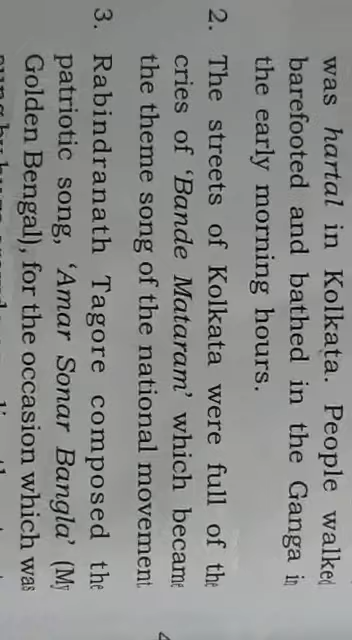 was hartal in Kolkata. People walked
barefooted and bathed in the Ganga in
the early morning hours.
2. The streets of Kolkata were full of the
cries of ‘Bande Mataram’ which became
the theme song of the national movement
3. Rabindranath Tagore composed the
patriotic song, ‘Amar Sonar Bangla’ (My
Golden Bengal), for the occasion which was